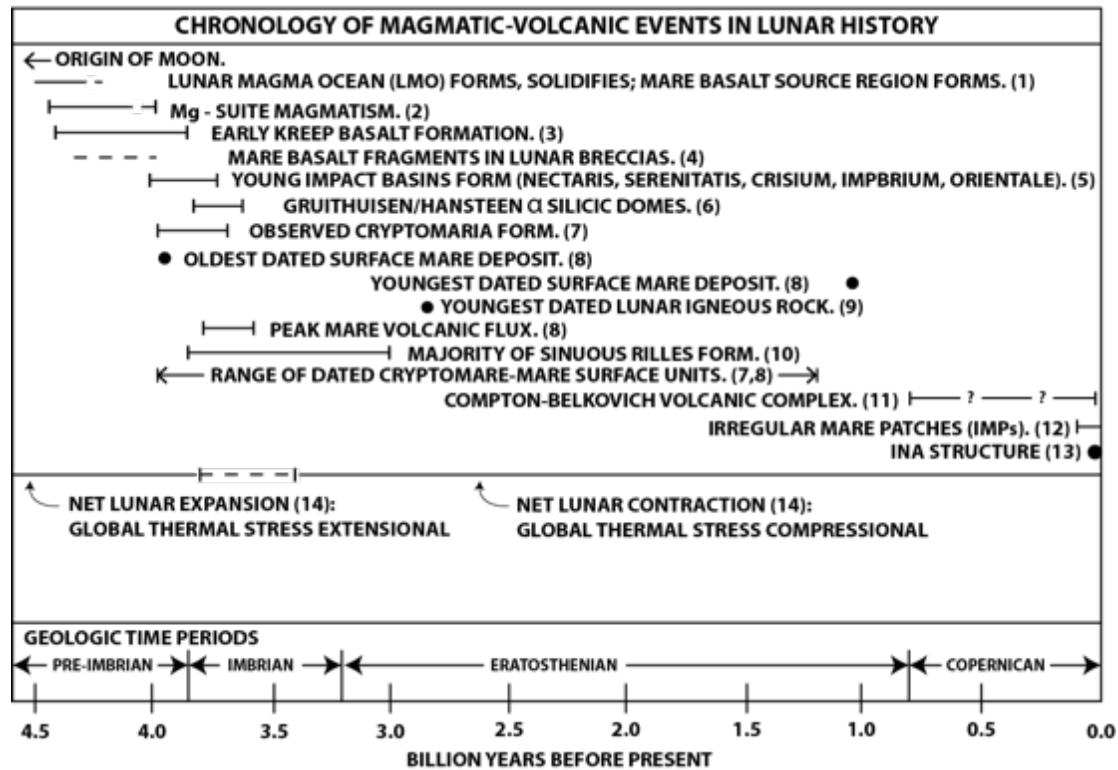 CHRONOLOGY OF MAGMATIC-VOLCANIC EVENTS IN LUNAR HISTORY
ORIGIN OF MOON.
LUNAR MAGMA OCEAN (LMO) FORMS, SOLIDIFIES; MARE BASALT SOURCE REGION FORMS. (1)
Mg - SUITE MAGMATISM. (2)
EARLY KREEP BASALT FORMATION. (3)
MARE BASALT FRAGMENTS IN LUNAR BRECCIAS. (4)
YOUNG IMPACT BASINS FORM (NECTARIS, SERENITATIS, CRISIUM, IMPBRIUM, ORIENTALE). (5)
GRUITHUISEN/HANSTEEN α SILICIC DOMES. (6)
OBSERVED CRYPTOMARIA FORM. (7)
OLDEST DATED SURFACE MARE DEPOSIT. (8)
YOUNGEST DATED SURFACE MARE DEPOSIT. (8)
YOUNGEST DATED LUNAR IGNEOUS ROCK. (9)
PEAK MARE VOLCANIC FLUX. (8)
MAJORITY OF SINUOUS RILLES FORM. (10)
RANGE OF DATED CRYPTOMARE-MARE SURFACE UNITS. (7,8)
COMPTON-BELKOVICH VOLCANIC COMPLEX. (11) ? ?
IRREGULAR MARE PATCHES (IMPs). (12)
INA STRUCTURE (13)
NET LUNAR EXPANSION (14):
GLOBAL THERMAL STRESS EXTENSIONAL
NET LUNAR CONTRACTION (14):
GLOBAL THERMAL STRESS COMPRESSIONAL
GEOLOGIC TIME PERIODS
PRE-IMBRIAN IMBRIAN ERATOSTHENIAN COPERNICAN
4.5 4.0 3.5 3.0 2.5 2.0 1.5 1.0 0.5 0.0
BILLION YEARS BEFORE PRESENT